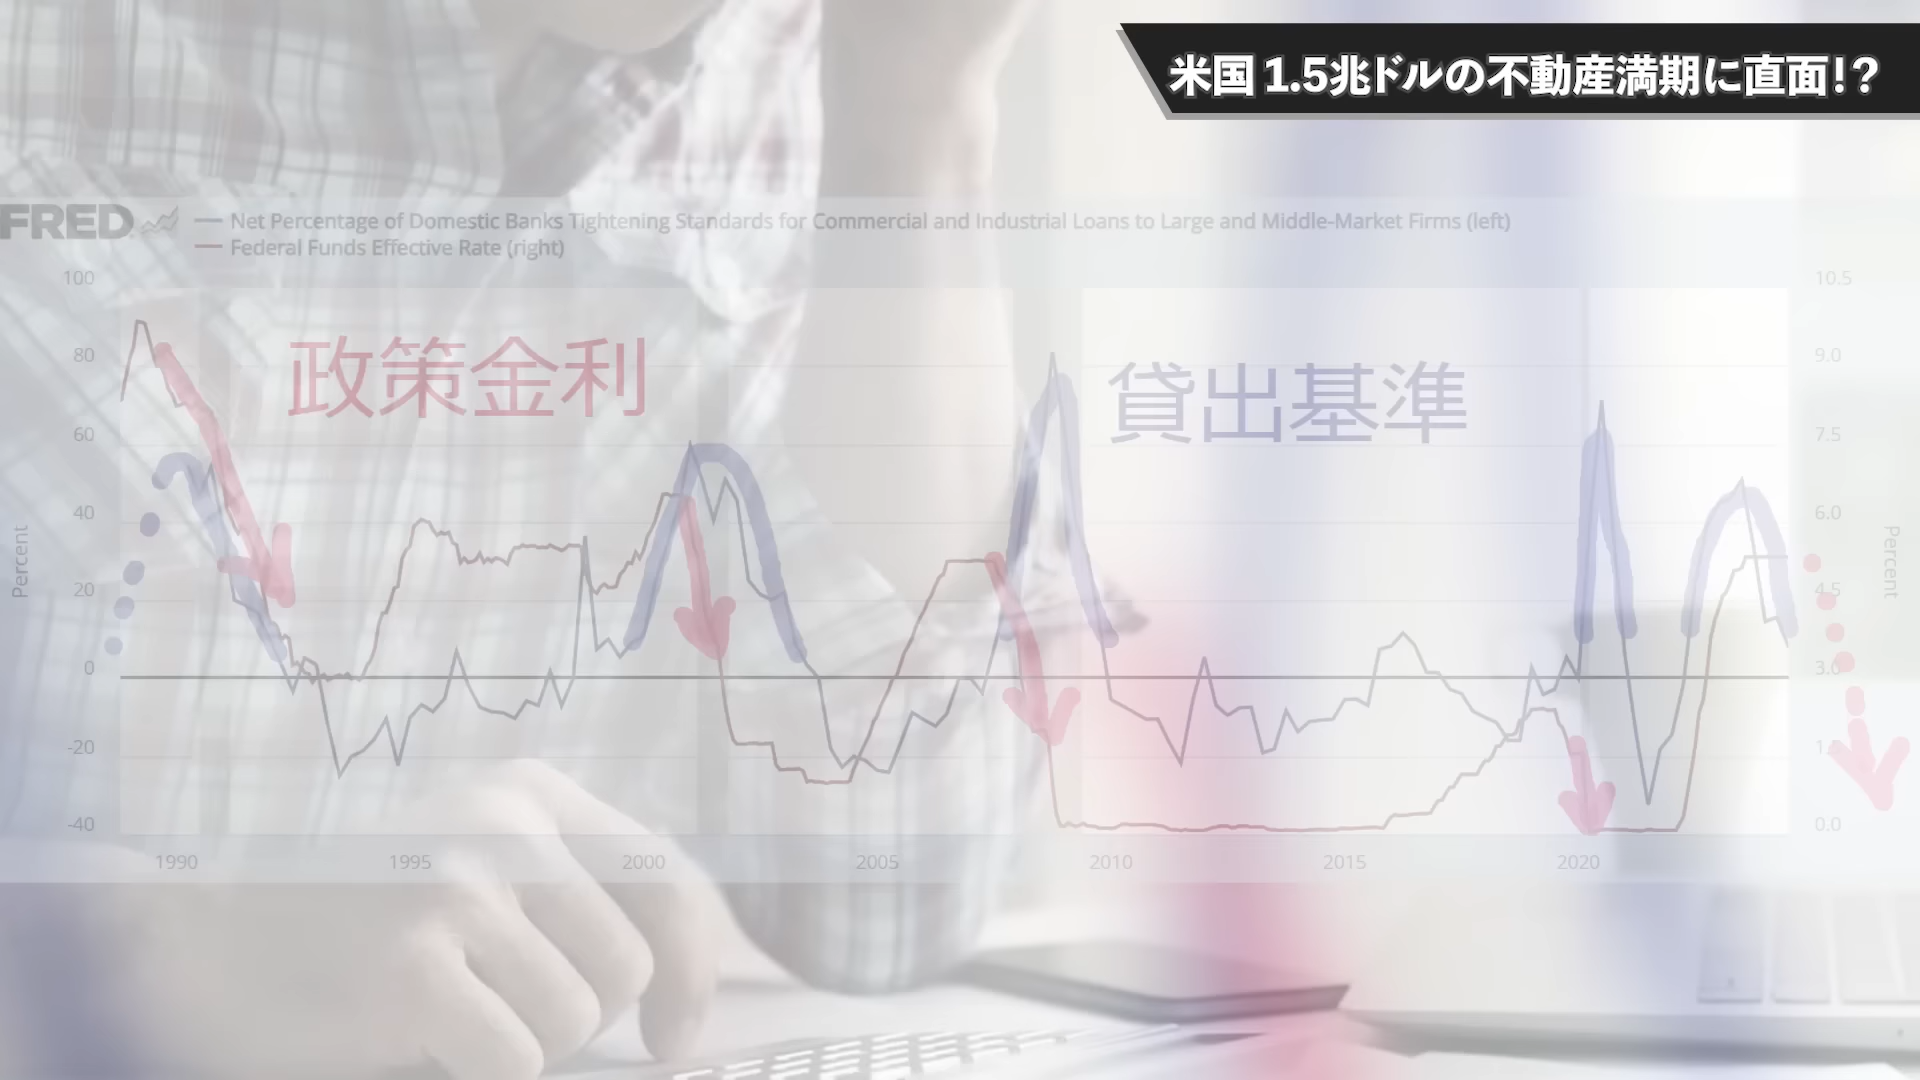 米国1.5兆ドルの不動産満期に直面!?
FRED
Net Percentage of Domestic Banks Tightening Standards for Commercial and Industrial Loans to Large and Middle-Market Firms (left)
Federal Funds Effective Rate (right)
100
80
60
40
20
0
-20
-40
Percent
政策金利
貸出基準
10.5
9.0
7.5
6.0
4.5
3.0
0.0
Percent
1990
1995
2000
2005
2010
2015
2020